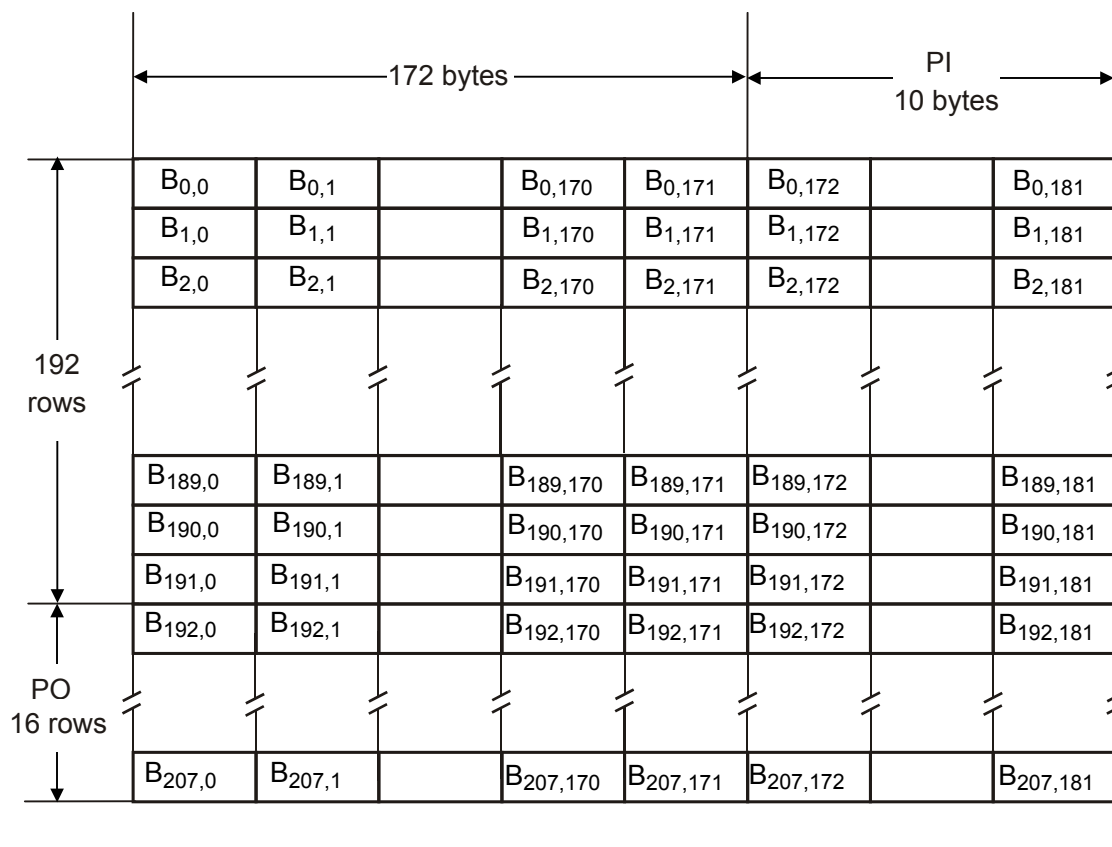 172 bytes PI
10 bytes
B0,0 B0,1 B0,170 B0,171 B0,172 B0,181
B1,0 B1,1 B1,170 B1,171 B1,172 B1,181
B2,0 B2,1 B2,170 B2,171 B2,172 B2,181
192
rows
B189,0 B189,1 B189,170 B189,171 B189,172 B189,181
B190,0 B190,1 B190,170 B190,171 B190,172 B190,181
B191,0 B191,1 B191,170 B191,171 B191,172 B191,181
B192,0 B192,1 B192,170 B192,171 B192,172 B192,181
PO
16 rows
B207,0 B207,1 B207,170 B207,171 B207,172 B207,181